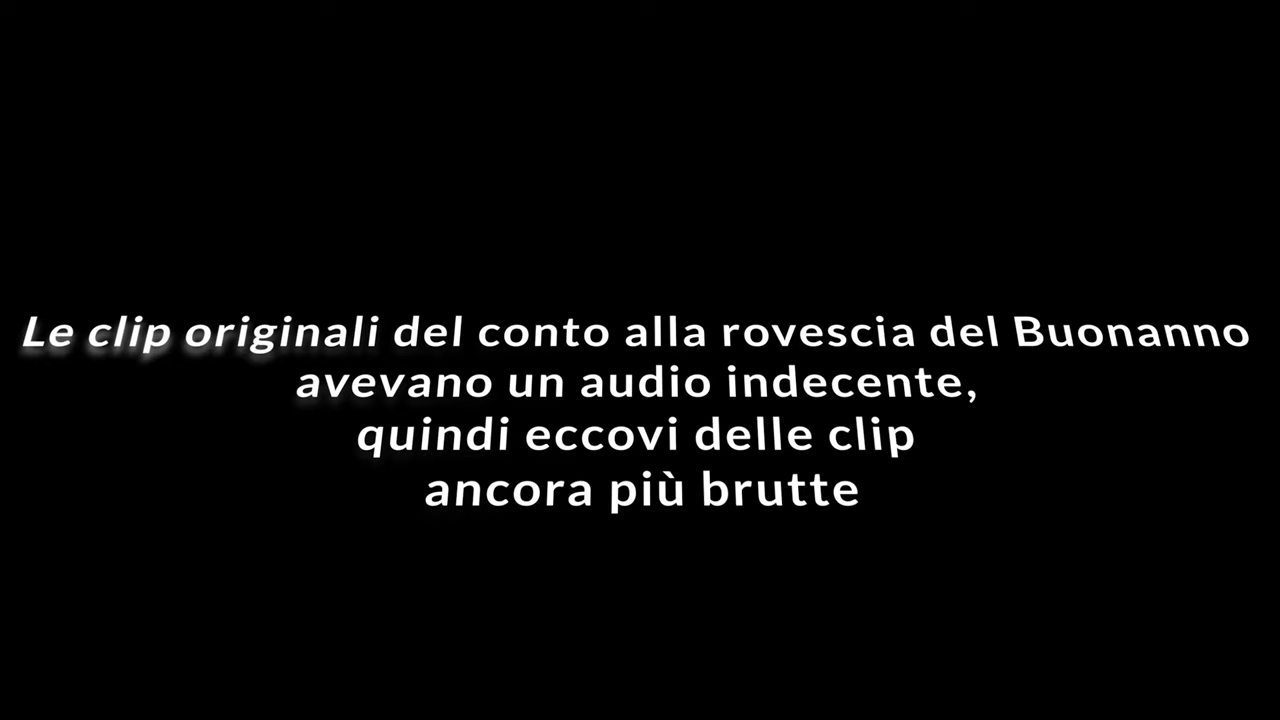 Le clip originali del conto alla rovescia del Buonanno
avevano un audio indecente,
quindi eccovi delle clip
ancora più brutte